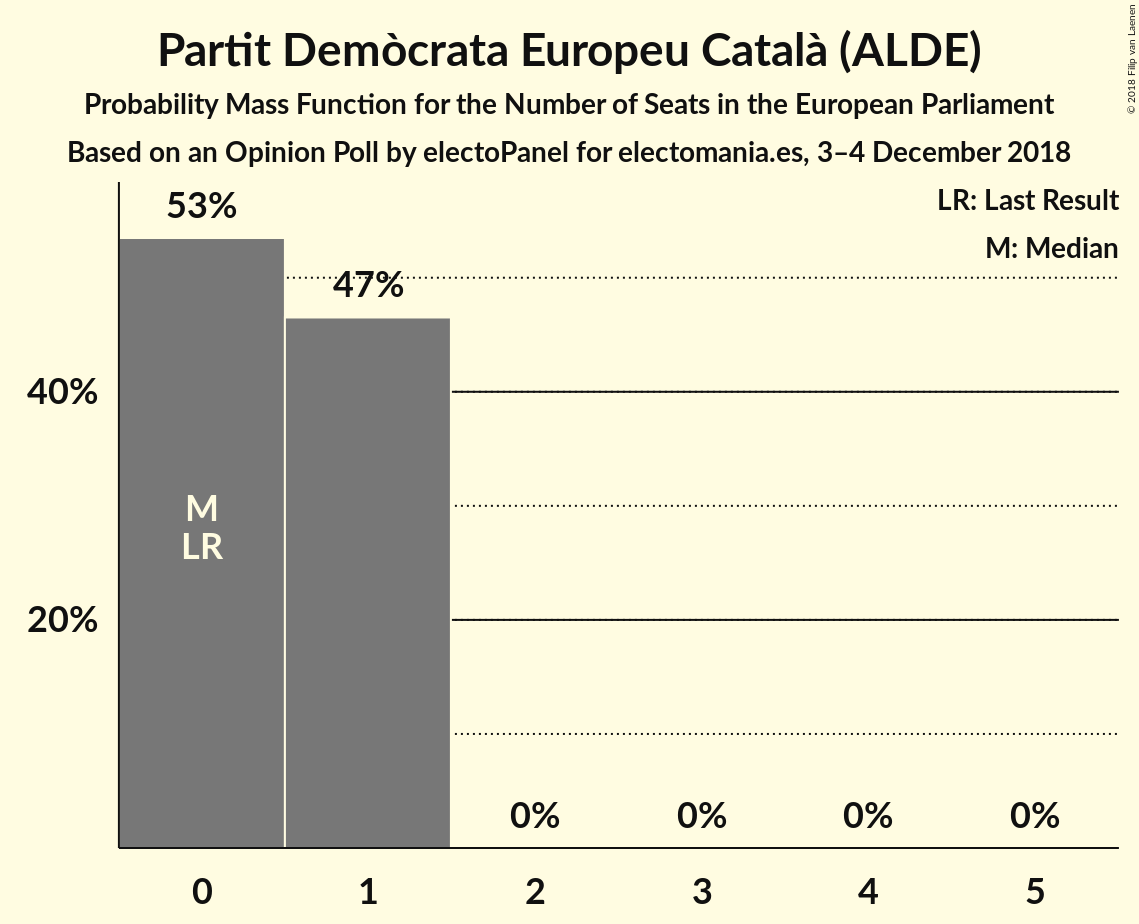 Partit Demòcrata Europeu Català (ALDE)
Probability Mass Function for the Number of Seats in the European Parliament
Based on an Opinion Poll by electoPanel for electomania.es, 3–4 December 2018
© 2018 Filip van Laenen
LR: Last Result
M: Median
53%
47%
40%
20%
M
LR
0%
0%
0%
0%
0
1
2
3
4
5